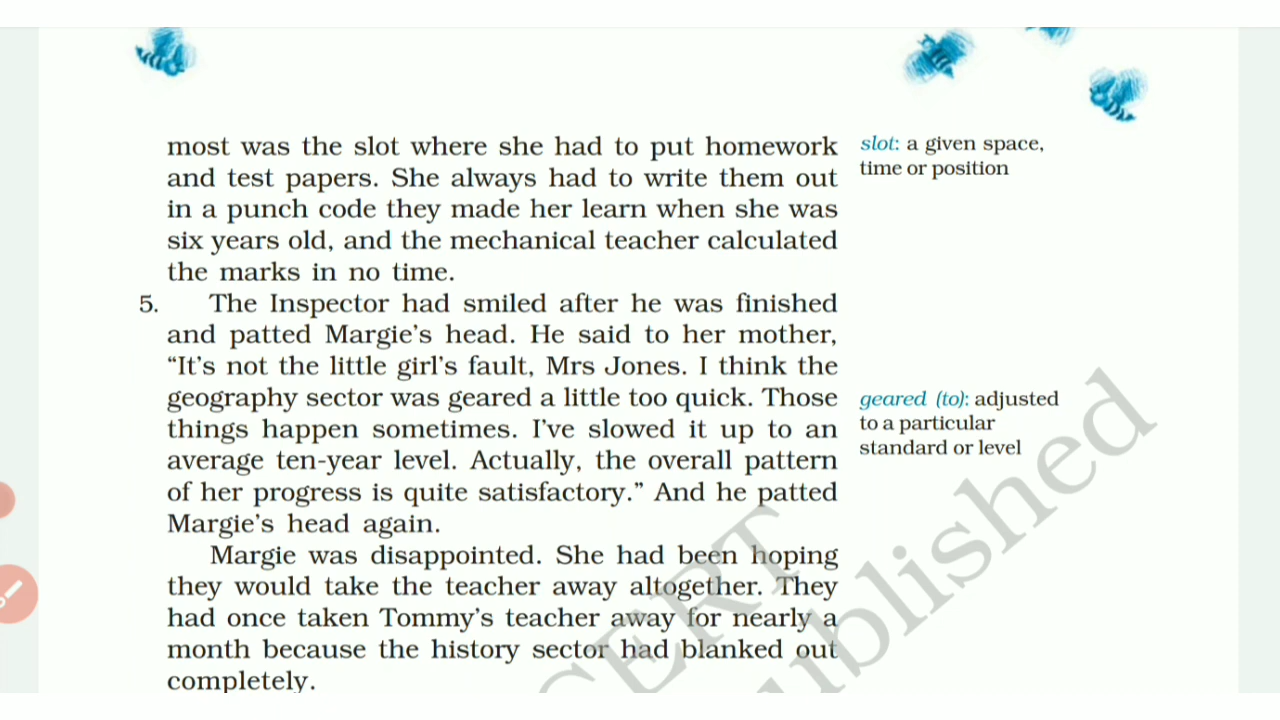 most was the slot where she had to put homework
and test papers. She always had to write them out
in a punch code they made her learn when she was
six years old, and the mechanical teacher calculated
the marks in no time.
5. The Inspector had smiled after he was finished
and patted Margie's head. He said to her mother,
“It's not the little girl's fault, Mrs Jones. I think the
geography sector was geared a little too quick. Those
things happen sometimes. I've slowed it up to an
average ten-year level. Actually, the overall pattern
of her progress is quite satisfactory.” And he patted
Margie's head again.
Margie was disappointed. She had been hoping
they would take the teacher away altogether. They
had once taken Tommy's teacher away for nearly a
month because the history sector had blanked out
completely.
slot: a given space,
time or position
geared (to): adjusted
to a particular
standard or level
CERT
ublished